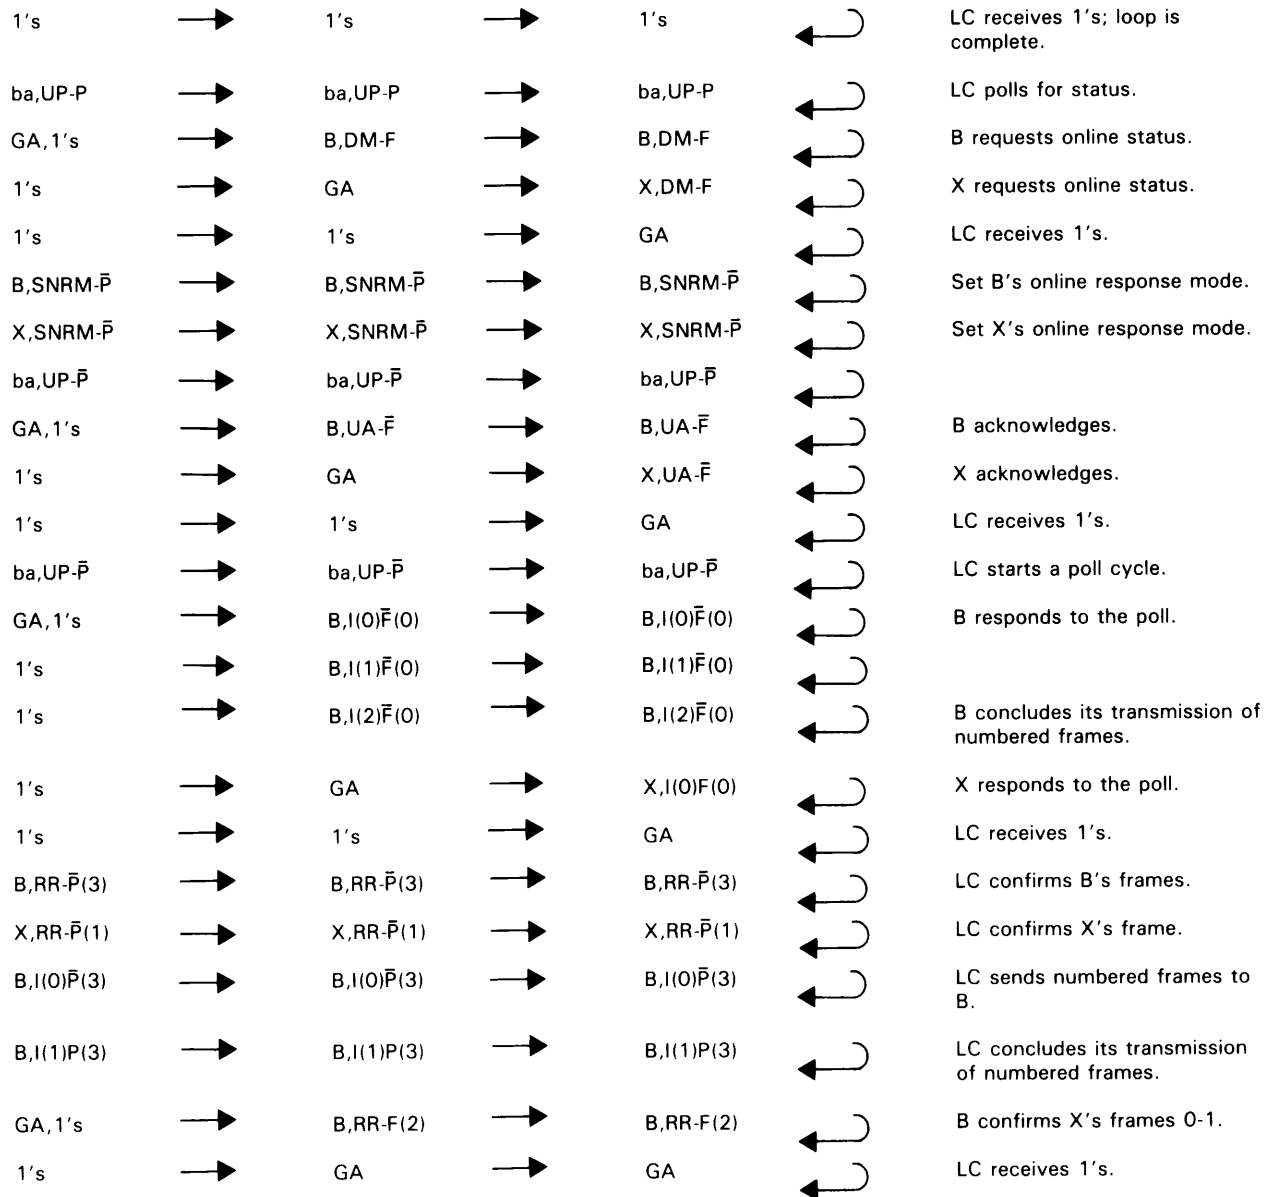 1's 1's 1's LC receives 1's; loop is
complete.
ba,UP-P ba,UP-P ba,UP-P LC polls for status.
GA,1's B,DM-F B,DM-F B requests online status.
1's GA X,DM-F X requests online status.
1's 1's GA LC receives 1's.
B,SNRM-P̄ B,SNRM-P̄ B,SNRM-P̄ Set B's online response mode.
X,SNRM-P̄ X,SNRM-P̄ X,SNRM-P̄ Set X's online response mode.
ba,UP-P̄ ba,UP-P̄ ba,UP-P̄
GA,1's B,UA-F̄ B,UA-F̄ B acknowledges.
1's GA X,UA-F̄ X acknowledges.
1's 1's GA LC receives 1's.
ba,UP-P̄ ba,UP-P̄ ba,UP-P̄ LC starts a poll cycle.
GA,1's B,I(0)F̄(0) B,I(0)F̄(0) B responds to the poll.
1's B,I(1)F̄(0) B,I(1)F̄(0)
1's B,I(2)F̄(0) B,I(2)F̄(0) B concludes its transmission of
numbered frames.
1's GA X,I(0)F(0) X responds to the poll.
1's 1's GA LC receives 1's.
B,RR-P̄(3) B,RR-P̄(3) B,RR-P̄(3) LC confirms B's frames.
X,RR-P̄(1) X,RR-P̄(1) X,RR-P̄(1) LC confirms X's frame.
B,I(0)P̄(3) B,I(0)P̄(3) B,I(0)P̄(3) LC sends numbered frames to
B.
B,I(1)P(3) B,I(1)P(3) B,I(1)P(3) LC concludes its transmission
of numbered frames.
GA,1's B,RR-F(2) B,RR-F(2) B confirms X's frames 0-1.
1's GA GA LC receives 1's.